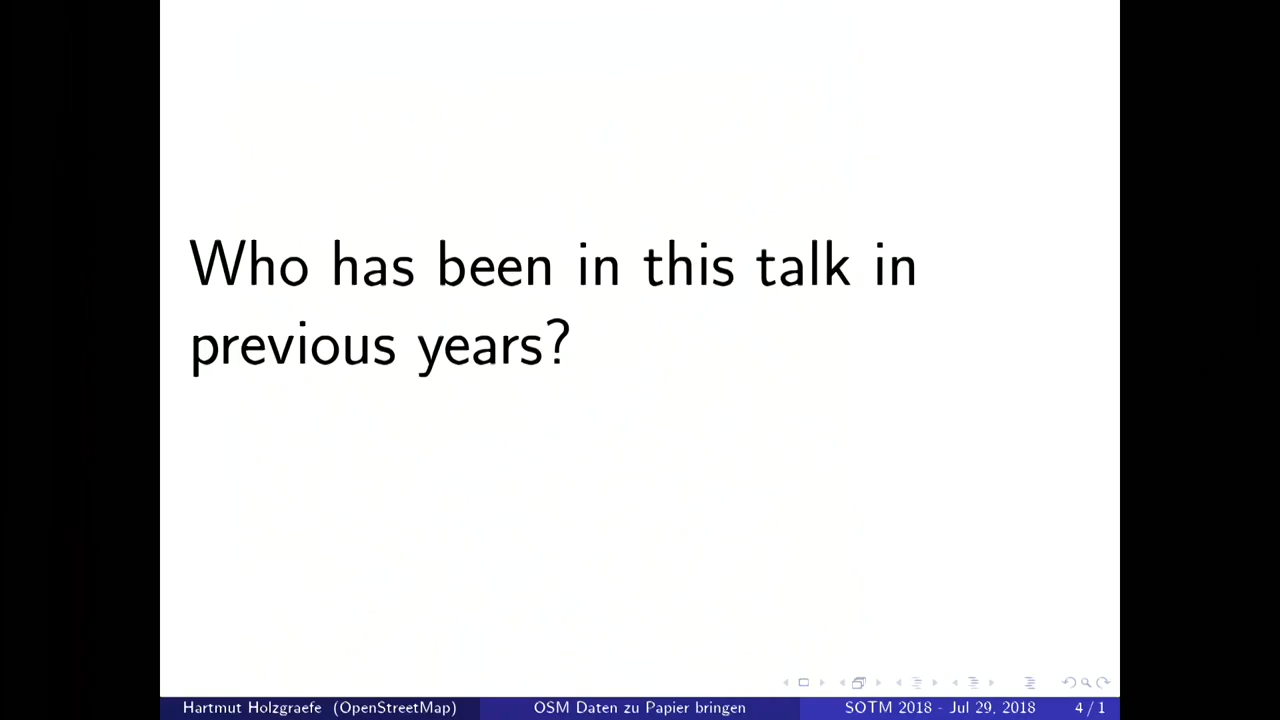 Who has been in this talk in
previous years?
Hartmut Holzgraefe (OpenStreetMap) OSM Daten zu Papier bringen SOTM 2018 - Jul 29, 2018 4 / 1